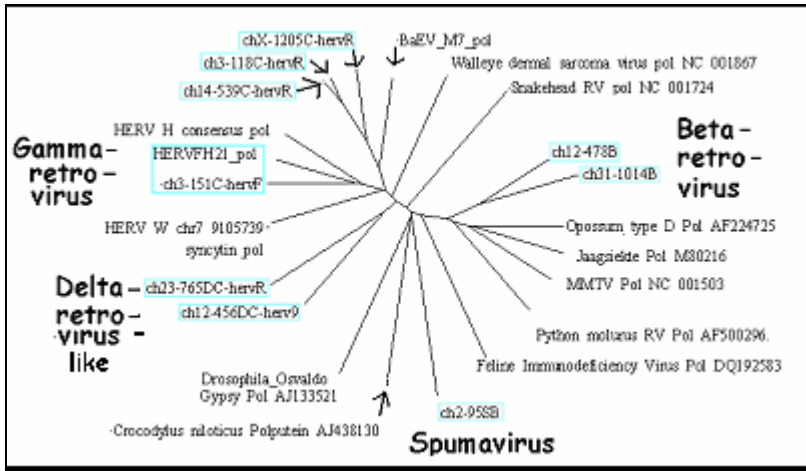 chX-1205C-hervR
BaEV_M7_pol
ch3-118C-hervR
Walleye dermal sarcoma virus pol NC 001867
ch14-539C-hervR
Snakehead RV pol NC 001724
HERV H consensus pol
Gamma-
retro-
virus
HERVFH21_pol
ch3-151C-hervF
Beta-
retro-
virus
ch12-478B
ch31-1014B
HERV W chr7 9105739-
syncytin pol
Opossum type D Pol AF224725
Jaagsiekte Pol M80216
MMTV Pol NC 001503
Delta-
retro-
virus-
like
ch23-765DC-hervR
ch12-456DC-herv9
Python molurus RV Pol AF500296.
Feline Immunodeficiency Virus Pol DQ192583
Drosophila_Osvaldo
Gypsy Pol AJ133521
ch2-958B
-Crocodylus niloticus Polputein AJ438130
Spumavirus